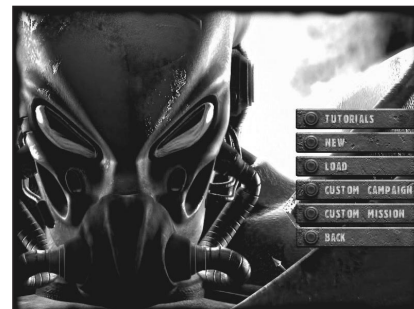 TUTORIALS
NEW
LOAD
CUSTOM CAMPAIGN
CUSTOM MISSION
BACK